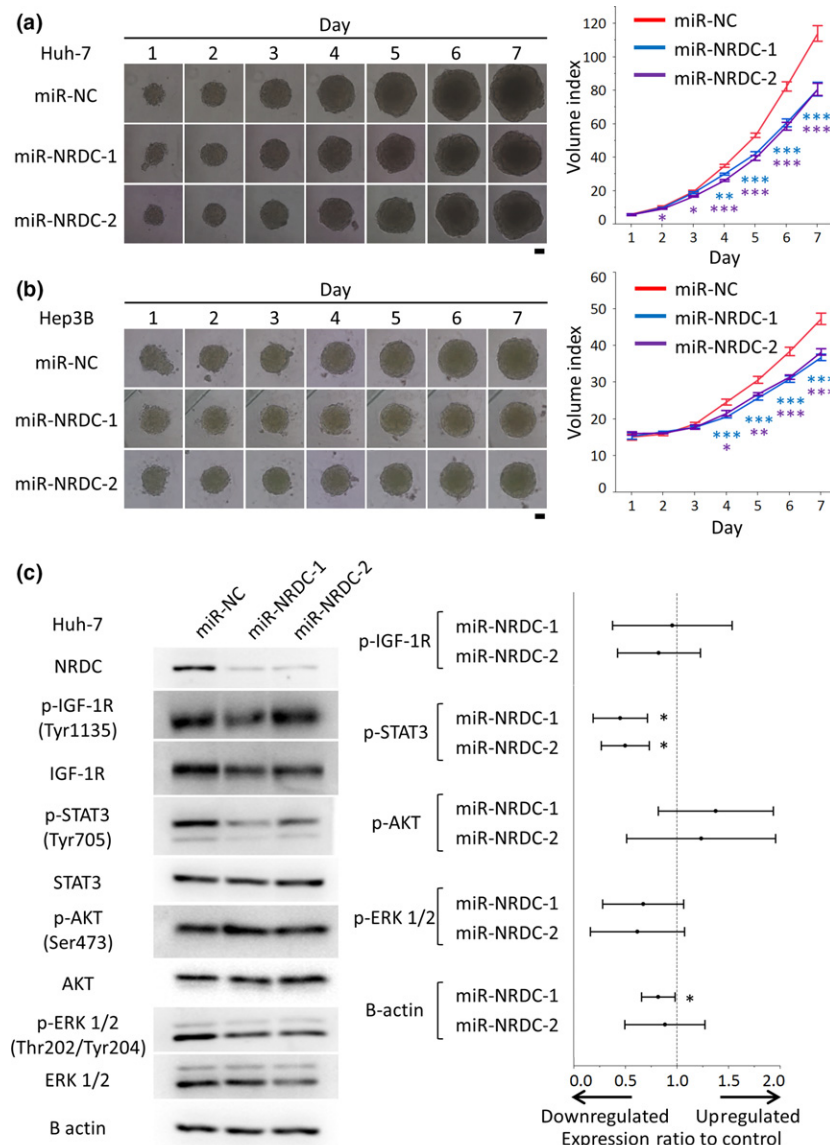 (a)
Day
Huh-7
1 2 3 4 5 6 7
miR-NC
miR-NRDC-1
miR-NRDC-2
Volume index
120
100
80
60
40
20
0
miR-NC
miR-NRDC-1
miR-NRDC-2
* * ** *** *** *** ***
*** *** *** ***
1 2 3 4 5 6 7
Day
(b)
Day
Hep3B
1 2 3 4 5 6 7
miR-NC
miR-NRDC-1
miR-NRDC-2
Volume index
60
50
40
30
20
10
0
miR-NC
miR-NRDC-1
miR-NRDC-2
*** *** *** ***
* ** *** ***
1 2 3 4 5 6 7
Day
(c)
Huh-7
miR-NC
miR-NRDC-1
miR-NRDC-2
NRDC
p-IGF-1R
(Tyr1135)
IGF-1R
p-STAT3
(Tyr705)
STAT3
p-AKT
(Ser473)
AKT
p-ERK 1/2
(Thr202/Tyr204)
ERK 1/2
B actin
p-IGF-1R
miR-NRDC-1
miR-NRDC-2
p-STAT3
miR-NRDC-1 *
miR-NRDC-2 *
p-AKT
miR-NRDC-1
miR-NRDC-2
p-ERK 1/2
miR-NRDC-1
miR-NRDC-2
B-actin
miR-NRDC-1 *
miR-NRDC-2
0.0 0.5 1.0 1.5 2.0
Downregulated Upregulated
Expression ratio to control